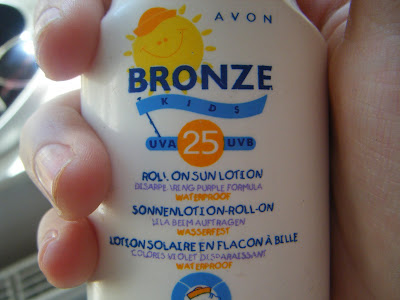 AVON
BRONZE
KIDS
UVA 25 UVB
ROLL ON SUN LOTION
DISAPPEARING PURPLE FORMULA
WATERPROOF
SONNENLOTION-ROLL-ON
LILA BEIM AUFTRAGEN
WASSERFEST
LOTION SOLAIRE EN FLACON À BILLE
COLORIS VIOLET DISPARAISSANT
WATERPROOF